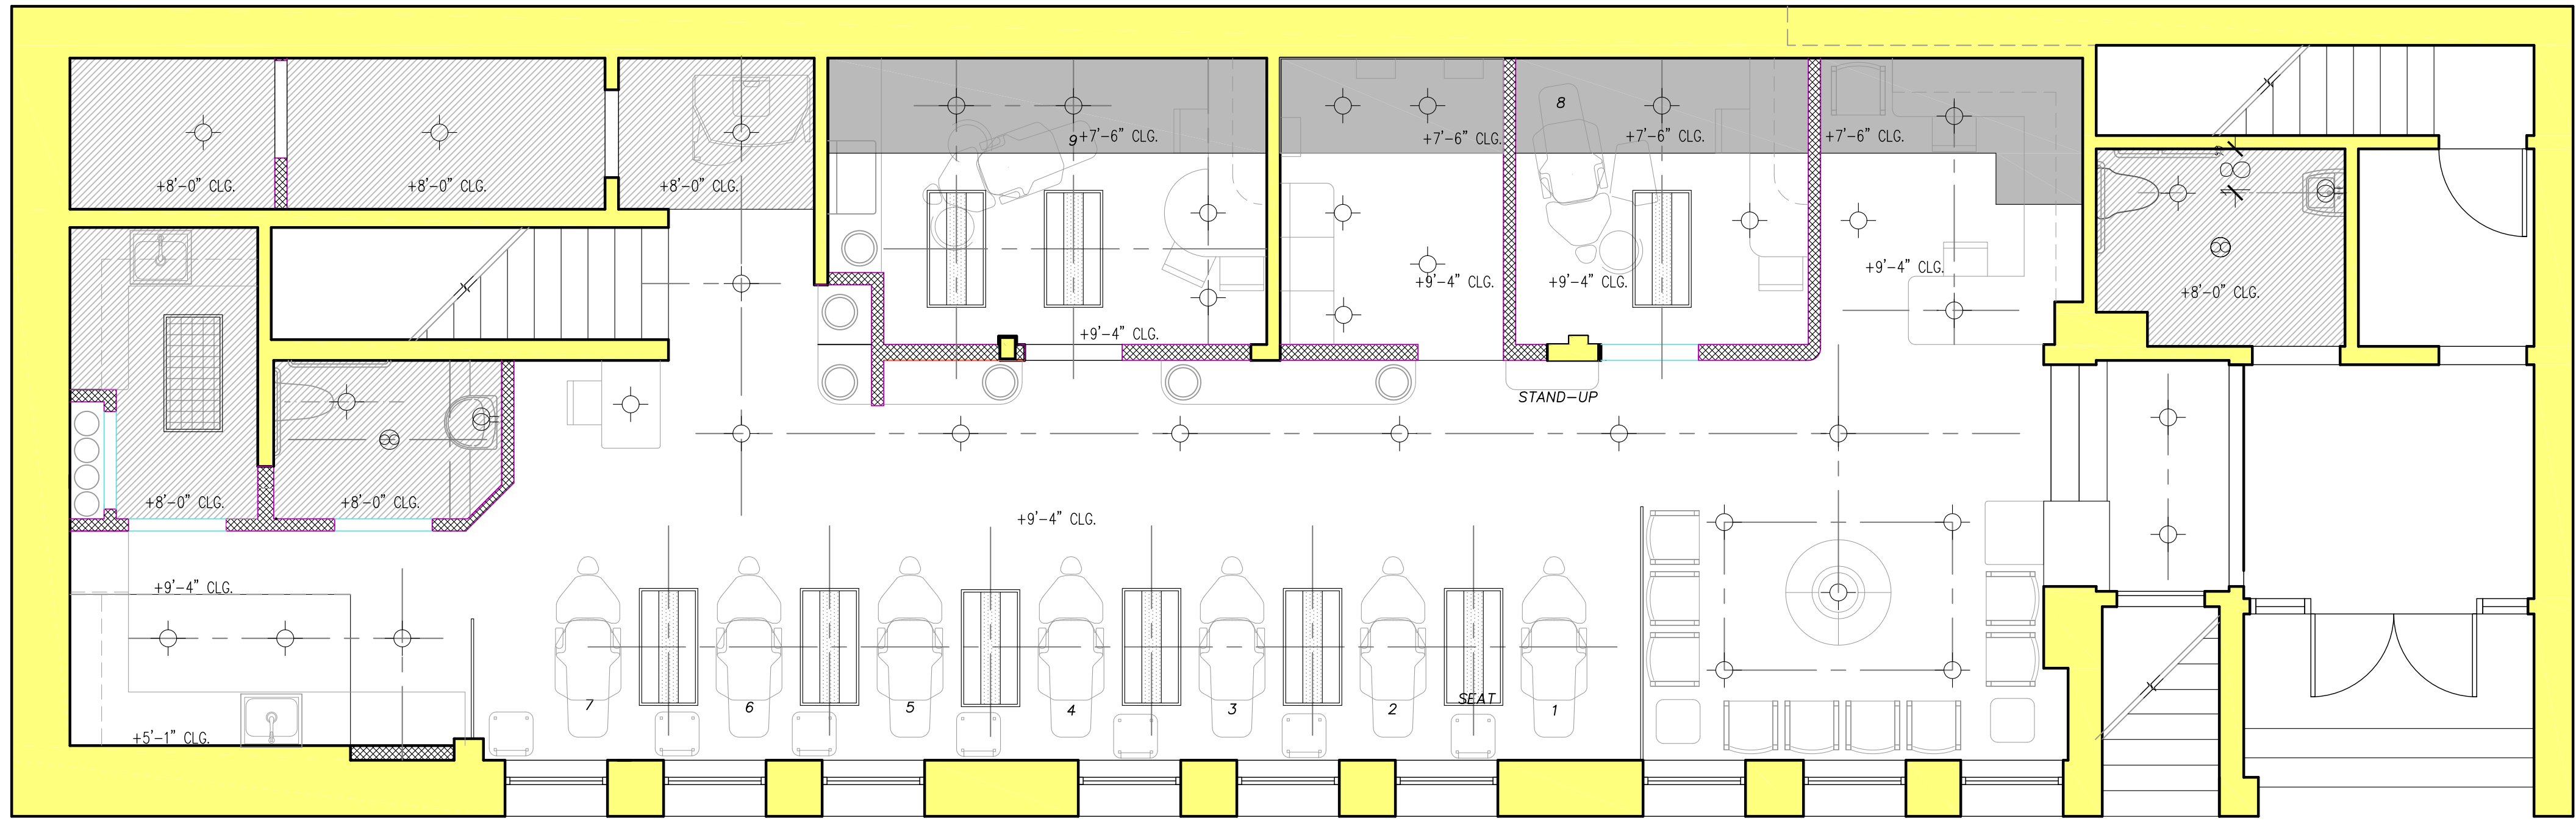 8
9 +7'-6" CLG.
+7'-6" CLG.
+7'-6" CLG.
+7'-6" CLG.
+8'-0" CLG.
+8'-0" CLG.
+8'-0" CLG.
+9'-4" CLG.
+9'-4" CLG.
+9'-4" CLG.
+8'-0" CLG.
+9'-4" CLG.
STAND-UP
+8'-0" CLG.
+8'-0" CLG.
+9'-4" CLG.
+9'-4" CLG.
SEAT
7
6
5
4
3
2
1
+5'-1" CLG.